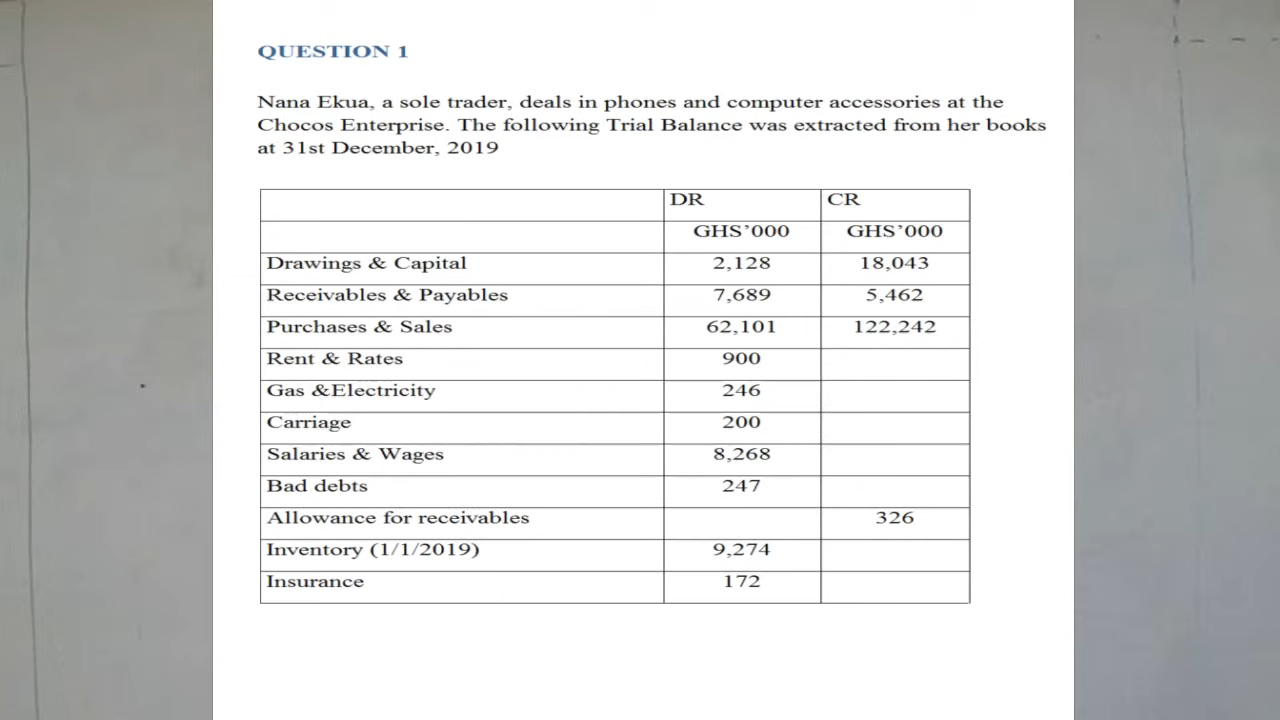 QUESTION 1
Nana Ekua, a sole trader, deals in phones and computer accessories at the
Chocos Enterprise. The following Trial Balance was extracted from her books
at 31st December, 2019
DR CR
GHS’000 GHS’000
Drawings & Capital 2,128 18,043
Receivables & Payables 7,689 5,462
Purchases & Sales 62,101 122,242
Rent & Rates 900
Gas &Electricity 246
Carriage 200
Salaries & Wages 8,268
Bad debts 247
Allowance for receivables 326
Inventory (1/1/2019) 9,274
Insurance 172